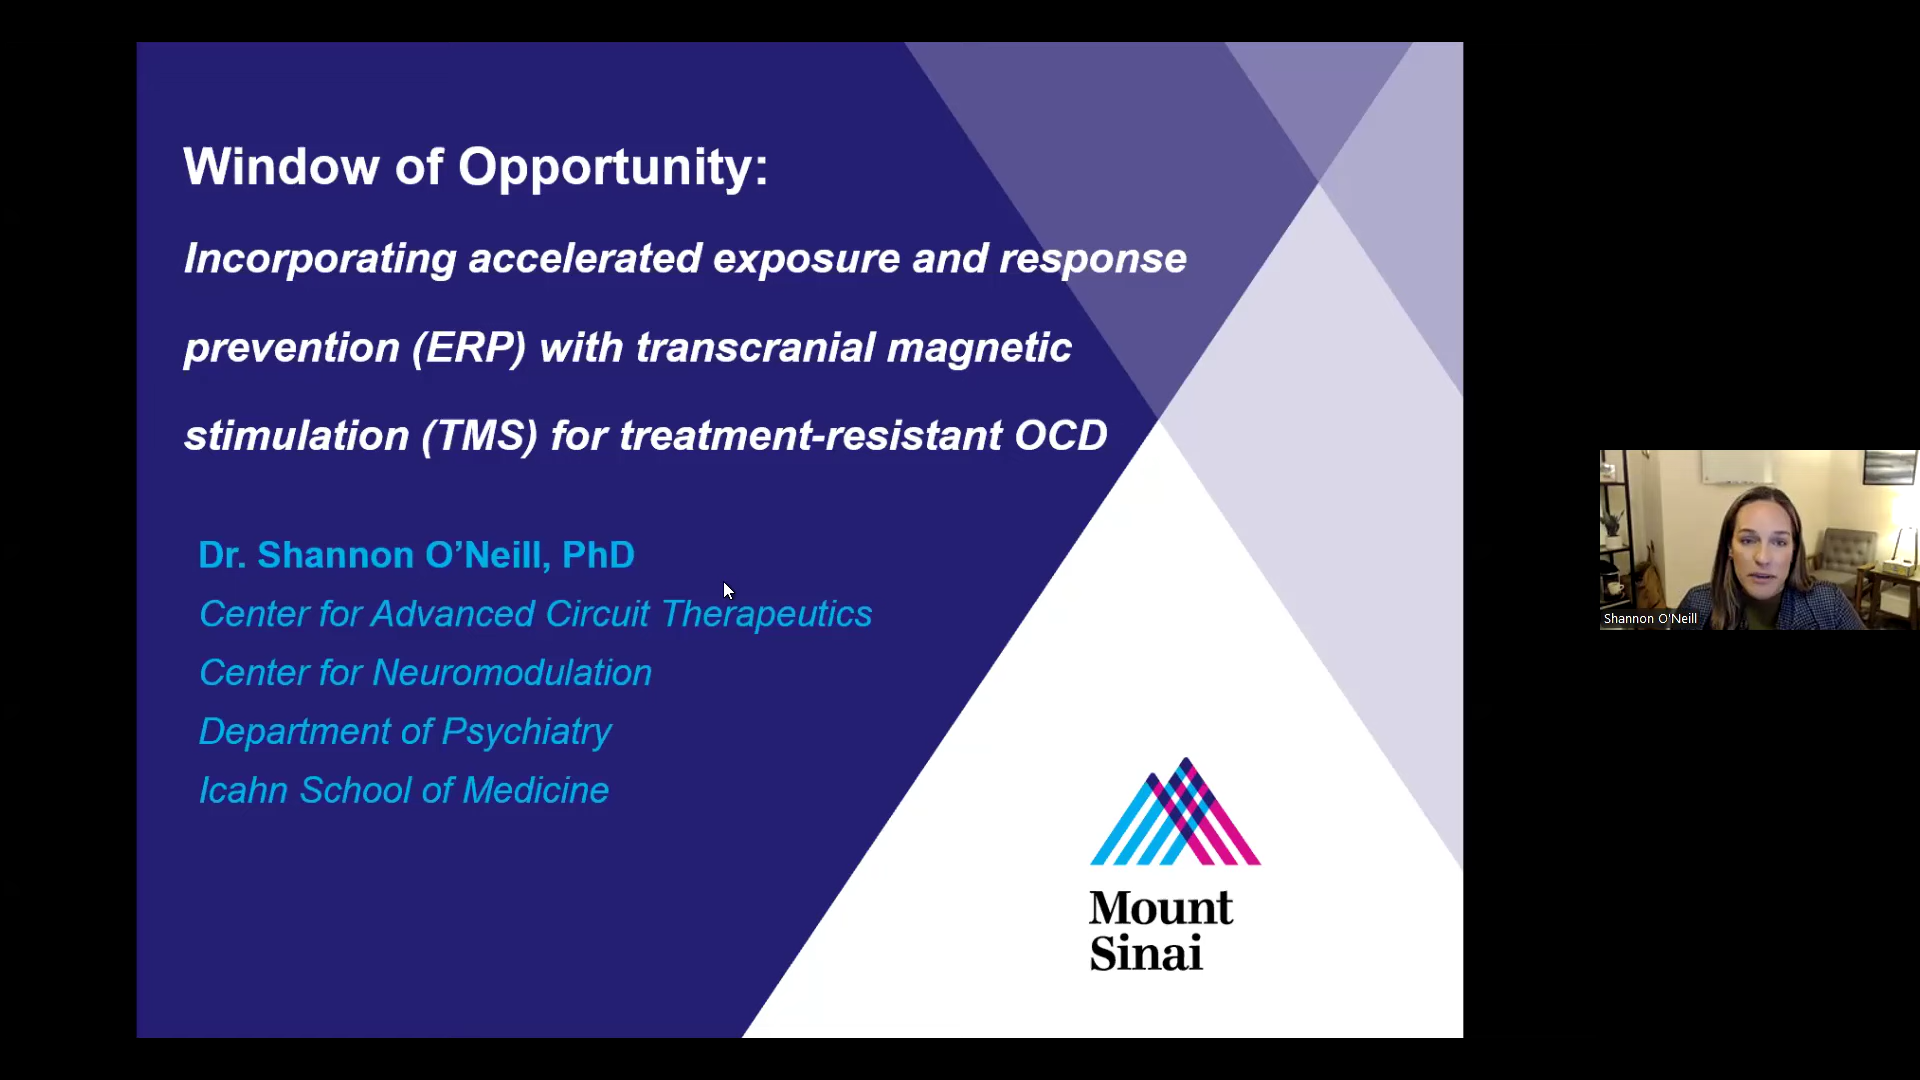 Window of Opportunity:
Incorporating accelerated exposure and response
prevention (ERP) with transcranial magnetic
stimulation (TMS) for treatment-resistant OCD
Dr. Shannon O’Neill, PhD
Center for Advanced Circuit Therapeutics
Center for Neuromodulation
Department of Psychiatry
Icahn School of Medicine
Mount
Sinai
Shannon O'Neill